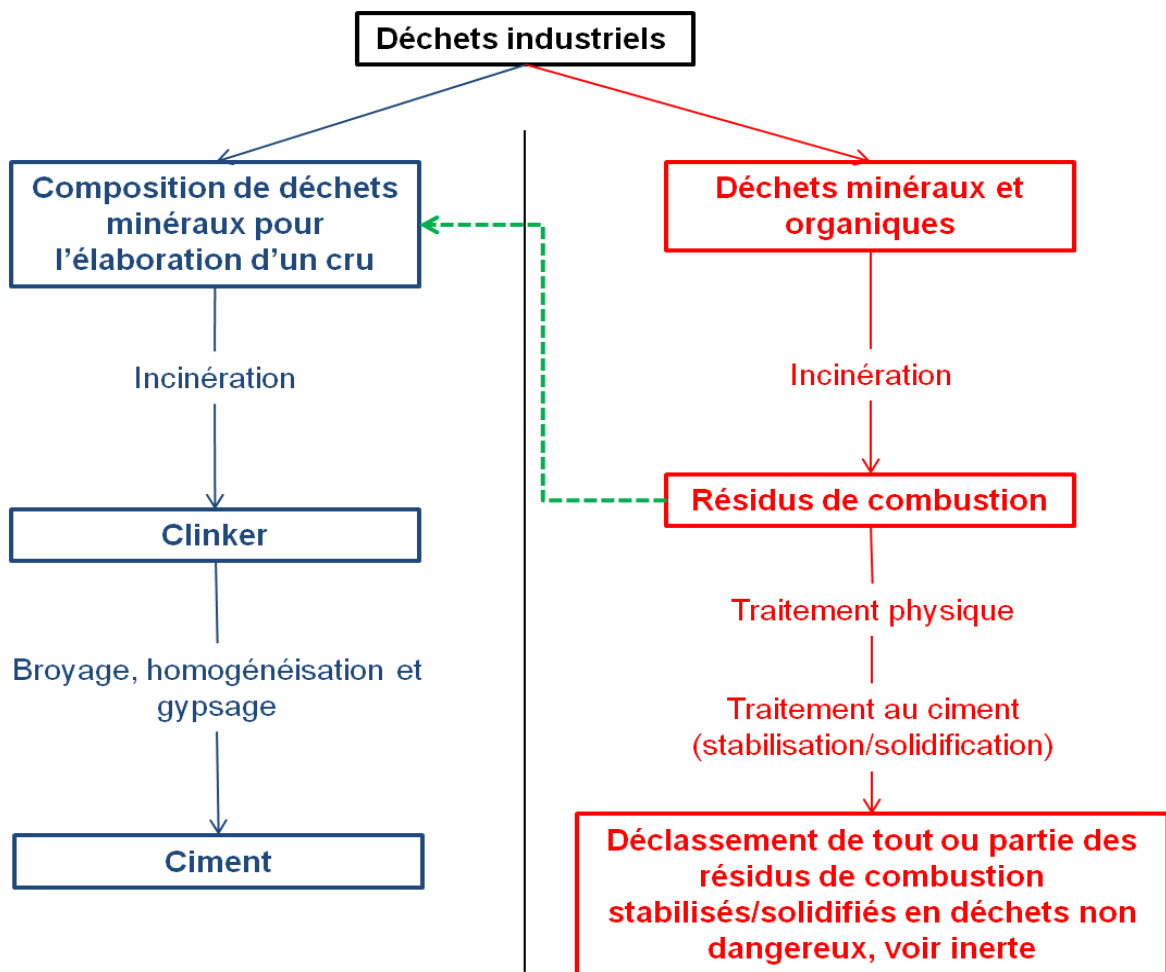 Déchets industriels
Composition de déchets
minéraux pour
l'élaboration d'un cru
Incinération
Clinker
Broyage, homogénéisation et
gypsage
Ciment
Déchets minéraux et
organiques
Incinération
Résidus de combustion
Traitement physique
Traitement au ciment
(stabilisation/solidification)
Déclassement de tout ou partie des
résidus de combustion
stabilisés/solidifiés en déchets non
dangereux, voir inerte